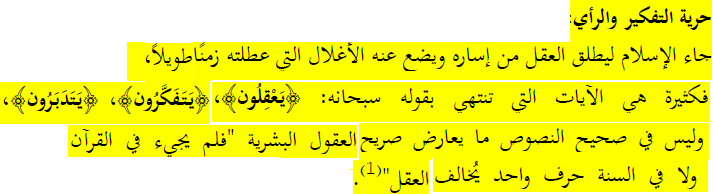 حرية التفكير والرأي:
جاء الإسلام ليطلق العقل من إساره ويضع عنه الأغلال التي عطلته زمنًا طويلاً،
فكثيرة هي الآيات التي تنتهي بقوله سبحانه: ﴿يَعْقِلُون﴾، ﴿يَتَفَكَّرُون﴾، ﴿يَتَدَبَرُون﴾،
وليس في صحيح النصوص ما يعارض صريح العقول البشرية "فلم يجيء في القرآن
ولا في السنة حرف واحد يُخالف العقل"(1).